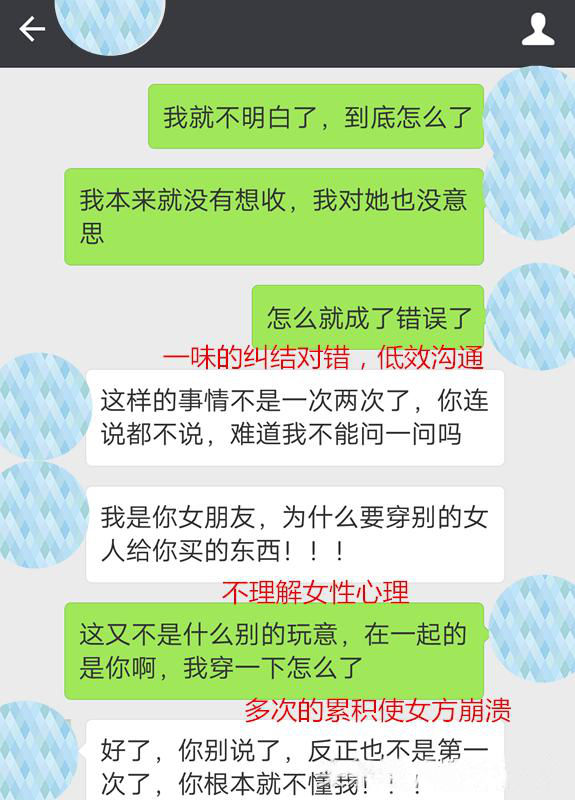 我就不明白了，到底怎么了
我本来就没有想收，我对她也没意
思
怎么就成了错误了
一味的纠结对错，低效沟通
这样的事情不是一次两次了，你连
说都不说，难道我不能问一问吗
我是你女朋友，为什么要穿别的女
人给你买的东西！！！
不理解女性心理
这又不是什么别的玩意，在一起的
是你啊，我穿一下怎么了
多次的累积使女方崩溃
好了，你别说了，反正也不是第一
次了，你根本就不懂我！！！